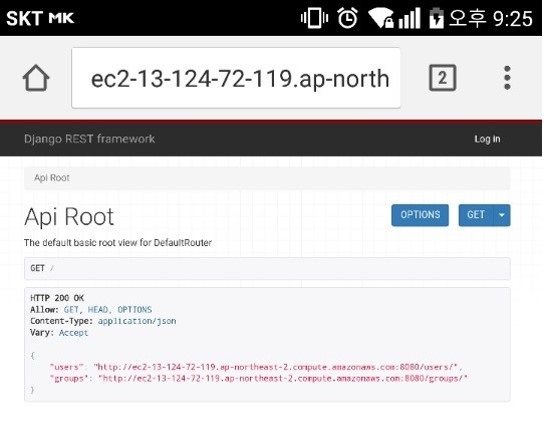 SKT MK 오후 9:25
ec2-13-124-72-119.ap-north 2
Django REST framework Log in
Api Root
Api Root OPTIONS GET
The default basic root view for DefaultRouter
GET /
HTTP 200 OK
Allow: GET, HEAD, OPTIONS
Content-Type: application/json
Vary: Accept
{
"users": "http://ec2-13-124-72-119.ap-northeast-2.compute.amazonaws.com:8080/users/",
"groups": "http://ec2-13-124-72-119.ap-northeast-2.compute.amazonaws.com:8080/groups/"
}